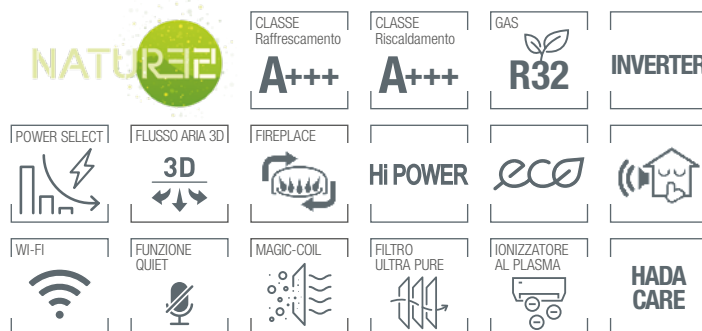 NATURE32
CLASSE
Raffrescamento
A+++
CLASSE
Riscaldamento
A+++
GAS
R32
INVERTER
POWER SELECT
FLUSSO ARIA 3D
3D
FIREPLACE
Hi POWER
eco
WI-FI
FUNZIONE
QUIET
MAGIC-COIL
FILTRO
ULTRA PURE
IONIZZATORE
AL PLASMA
HADA
CARE